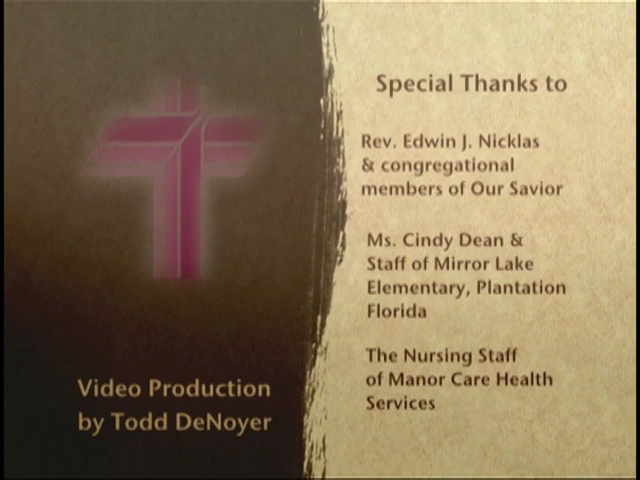 Special Thanks to
Rev. Edwin J. Nicklas
& congregational
members of Our Savior
Ms. Cindy Dean &
Staff of Mirror Lake
Elementary, Plantation
Florida
The Nursing Staff
of Manor Care Health
Services
Video Production
by Todd DeNoyer